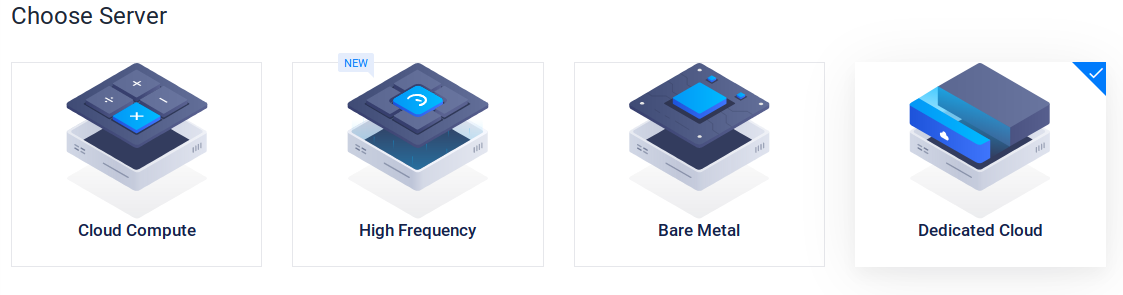 Choose Server
NEW
Cloud Compute
High Frequency
Bare Metal
Dedicated Cloud